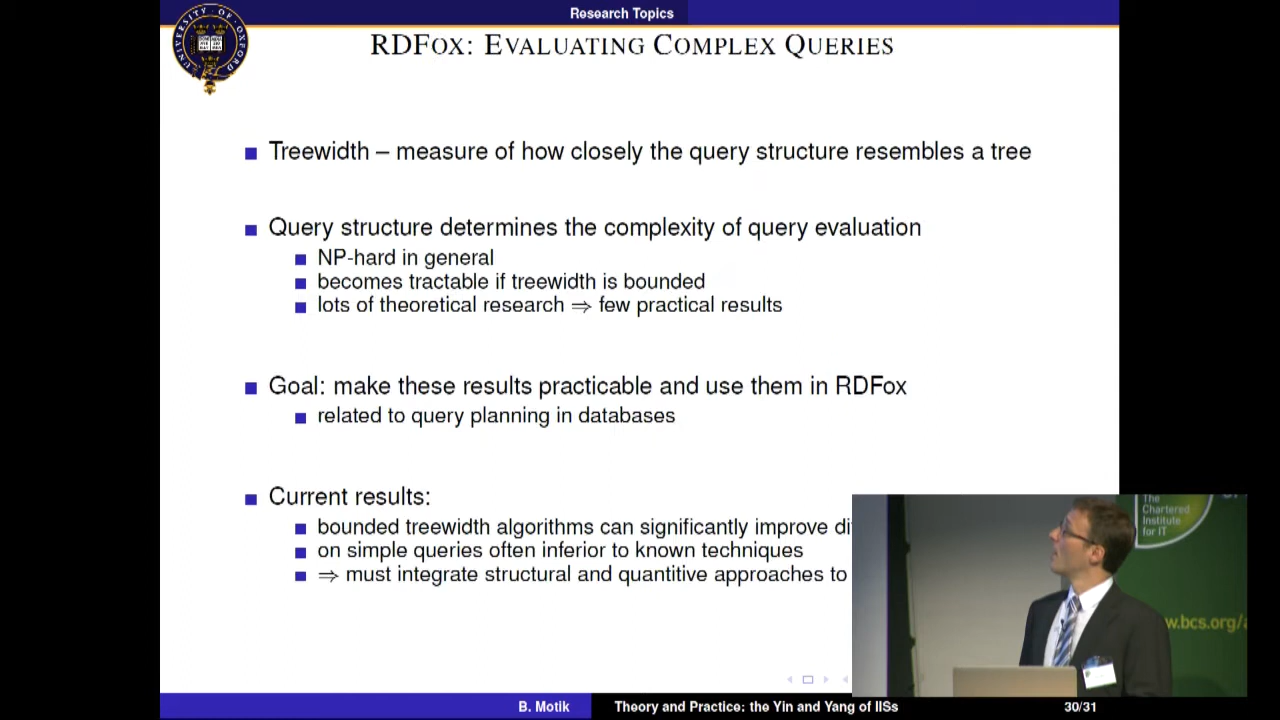 Research Topics
UNIVERSITY OF OXFORD
RDFOX: EVALUATING COMPLEX QUERIES
Treewidth – measure of how closely the query structure resembles a tree
Query structure determines the complexity of query evaluation
NP-hard in general
becomes tractable if treewidth is bounded
lots of theoretical research ⇒ few practical results
Goal: make these results practicable and use them in RDFox
related to query planning in databases
Current results:
bounded treewidth algorithms can significantly improve
on simple queries often inferior to known techniques
⇒ must integrate structural and quantitive approaches to
The
Chartered
Institute
for IT
w.bcs.org/
B. Motik
Theory and Practice: the Yin and Yang of IISs
30/31